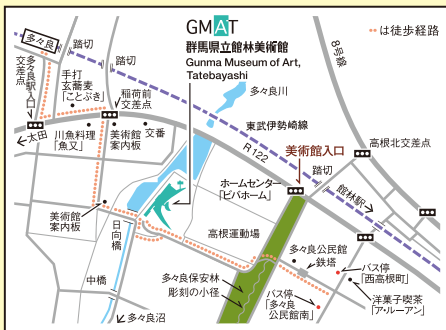 GMAT
群馬県立館林美術館
Gunma Museum of Art,
Tatebayashi
•••は徒歩経路
多々良
踏切
踏切
8号線
多々良駅入口
交差点
手打
玄蕎麦
「ことぶき」
稲荷前
交差点
多々良川
東武伊勢崎線
太田
川魚料理
「魚又」
美術館
案内板
交番
R122
美術館入口
高根北交差点
踏切
館林駅
ホームセンター
「ビバホーム」
美術館
案内板
日向橋
高根運動場
多々良公民館
鉄塔
バス停
「西高根町」
中橋
多々良保安林
彫刻の小径
バス停
「多々良
公民館南」
洋菓子喫茶
「ア・ルーアン」
多々良沼